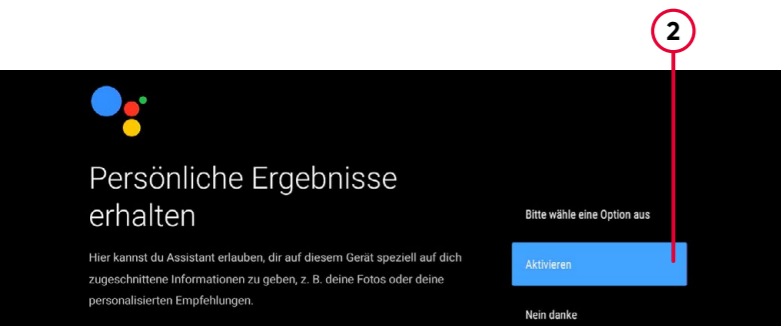 2
Persönliche Ergebnisse
erhalten
Hier kannst du Assistant erlauben, dir auf diesem Gerät speziell auf dich
zugeschnittene Informationen zu geben, z. B. deine Fotos oder deine
personalisierten Empfehlungen.
Bitte wähle eine Option aus
Aktivieren
Nein danke